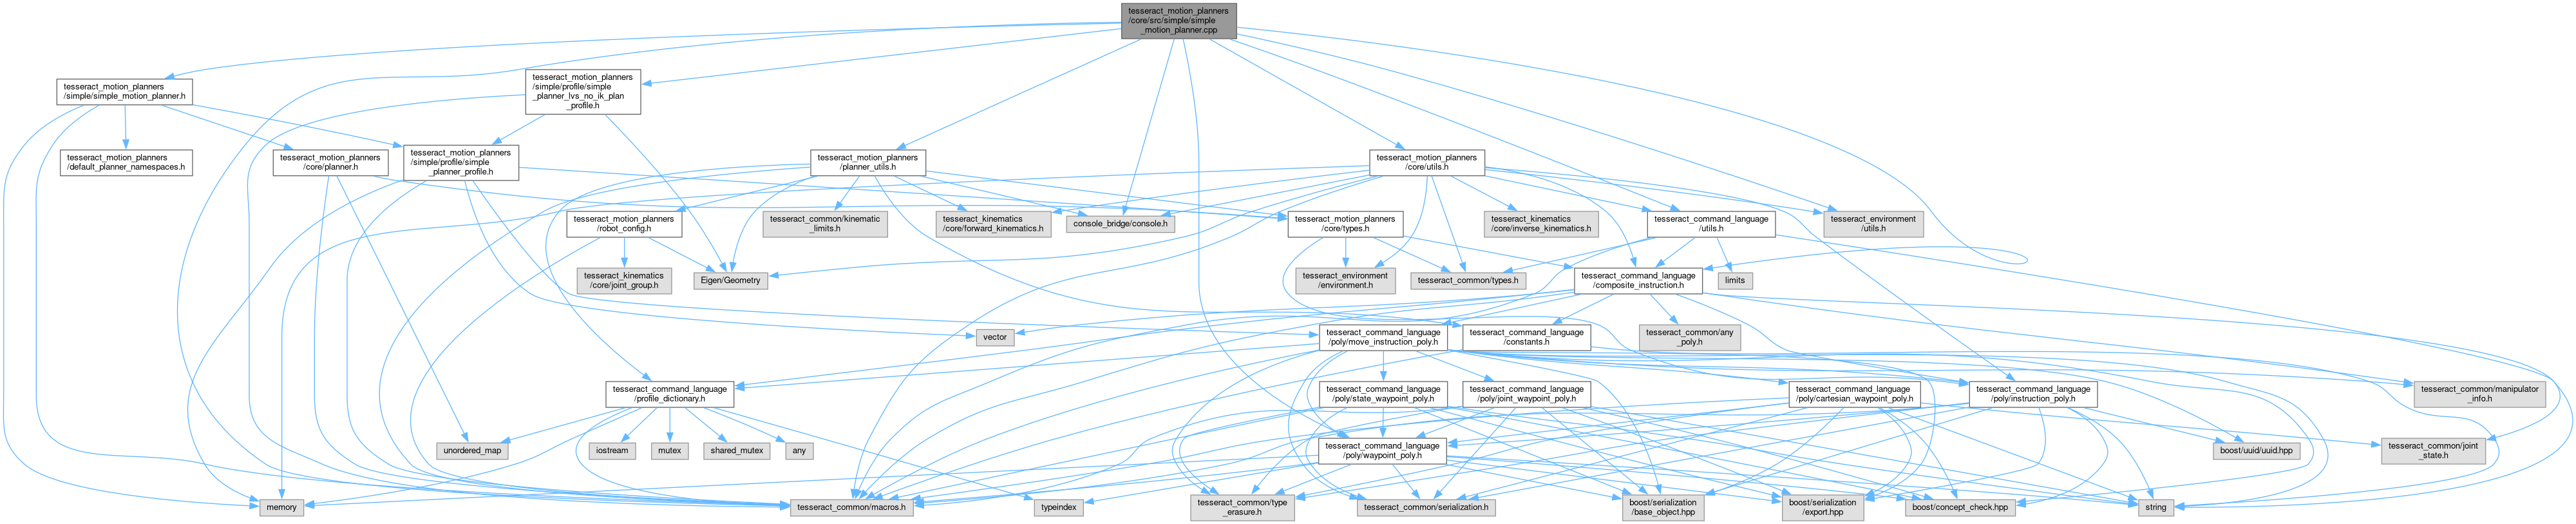 tesseract_motion_planners
/core/src/simple/simple
_motion_planner.cpp
tesseract_motion_planners
/simple/simple_motion_planner.h
tesseract_motion_planners
/simple/profile/simple
_planner_lvs_no_ik_plan
_profile.h
tesseract_motion_planners
/default_planner_namespaces.h
tesseract_motion_planners
/core/planner.h
tesseract_motion_planners
/simple/profile/simple
_planner_profile.h
tesseract_motion_planners
/planner_utils.h
tesseract_motion_planners
/core/utils.h
tesseract_motion_planners
/robot_config.h
tesseract_common/kinematic
_limits.h
tesseract_kinematics
/core/forward_kinematics.h
console_bridge/console.h
tesseract_motion_planners
/core/types.h
tesseract_kinematics
/core/inverse_kinematics.h
tesseract_command_language
/utils.h
tesseract_environment
/utils.h
tesseract_kinematics
/core/joint_group.h
Eigen/Geometry
tesseract_environment
/environment.h
tesseract_common/types.h
tesseract_command_language
/composite_instruction.h
limits
vector
tesseract_command_language
/poly/move_instruction_poly.h
tesseract_command_language
/constants.h
tesseract_common/any
_poly.h
tesseract_command_language
/profile_dictionary.h
tesseract_command_language
/poly/state_waypoint_poly.h
tesseract_command_language
/poly/joint_waypoint_poly.h
tesseract_command_language
/poly/cartesian_waypoint_poly.h
tesseract_command_language
/poly/instruction_poly.h
tesseract_common/manipulator
_info.h
unordered_map
iostream
mutex
shared_mutex
any
tesseract_command_language
/poly/waypoint_poly.h
boost/uuid/uuid.hpp
tesseract_common/joint
_state.h
memory
tesseract_common/macros.h
typeindex
tesseract_common/type
_erasure.h
tesseract_common/serialization.h
boost/serialization
/base_object.hpp
boost/serialization
/export.hpp
boost/concept_check.hpp
string